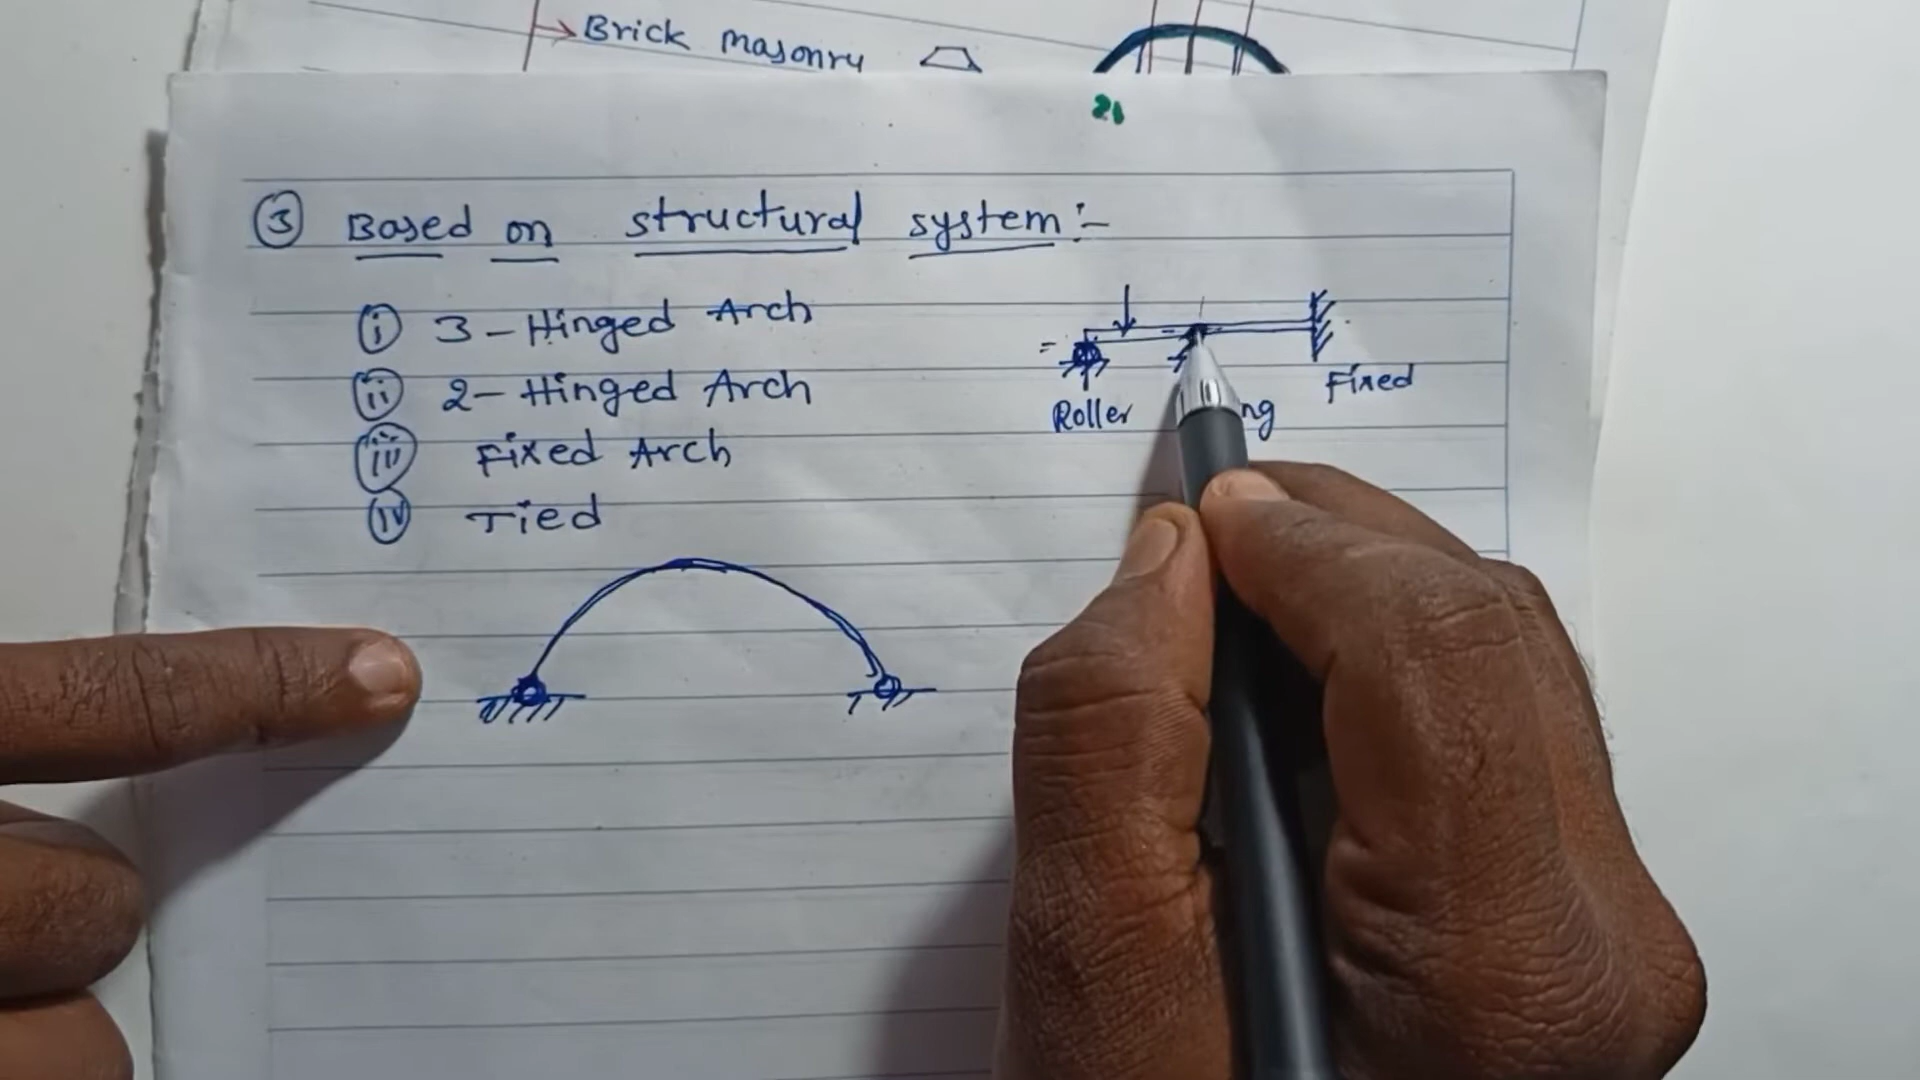 Brick masonry
③ Based on structural system :-
(i) 3 - Hinged Arch
(ii) 2 - Hinged Arch
(iii) Fixed Arch
(iv) Tied
Roller
Fixed